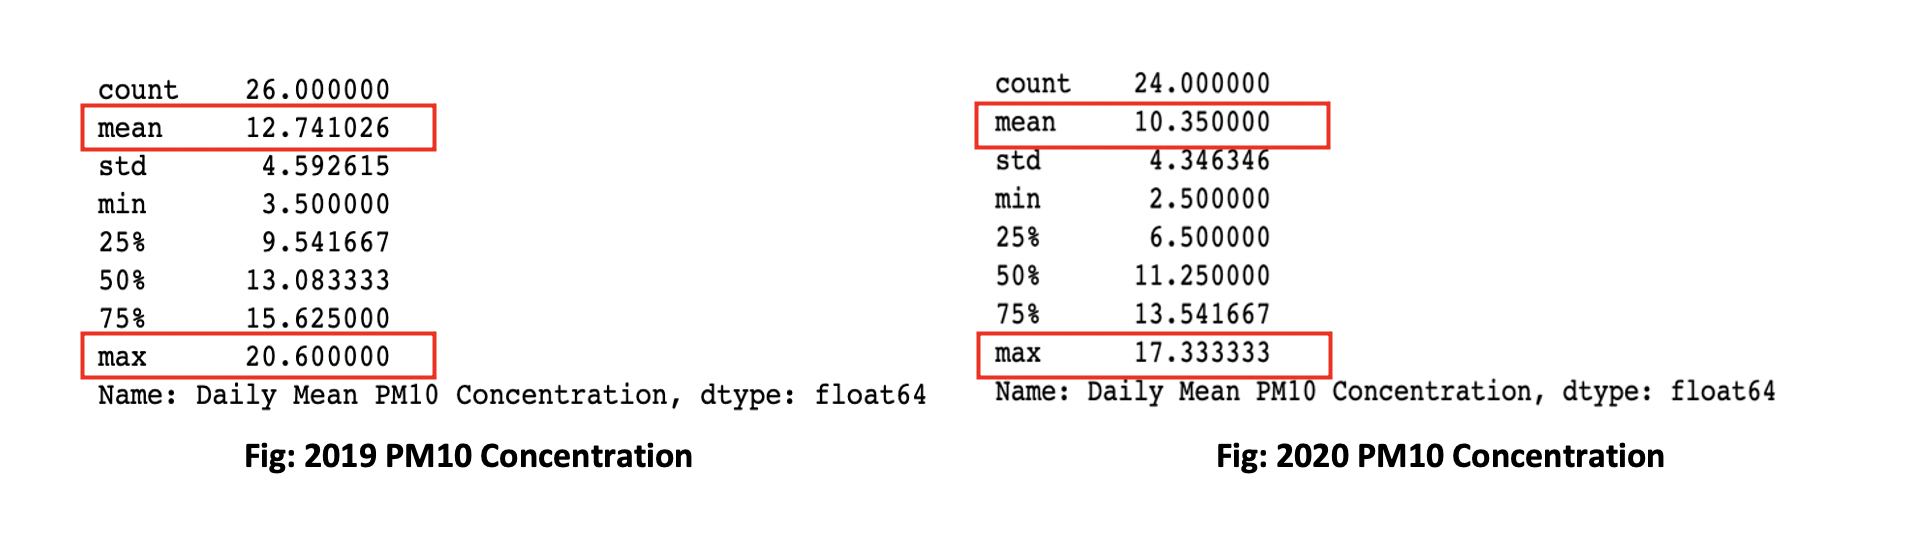 count 26.000000
mean 12.741026
std 4.592615
min 3.500000
25% 9.541667
50% 13.083333
75% 15.625000
max 20.600000
Name: Daily Mean PM10 Concentration, dtype: float64
Fig: 2019 PM10 Concentration
count 24.000000
mean 10.350000
std 4.346346
min 2.500000
25% 6.500000
50% 11.250000
75% 13.541667
max 17.333333
Name: Daily Mean PM10 Concentration, dtype: float64
Fig: 2020 PM10 Concentration